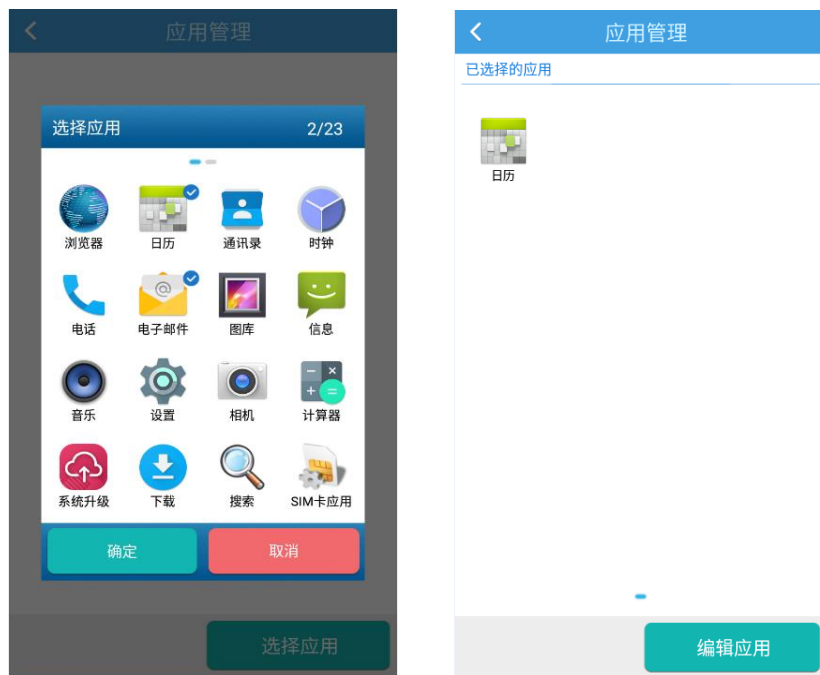 应用管理
选择应用 2/23
浏览器 日历 通讯录 时钟
电话 电子邮件 图库 信息
音乐 设置 相机 计算器
系统升级 下载 搜索 SIM卡应用
确定 取消
选择应用
应用管理
已选择的应用
日历
编辑应用